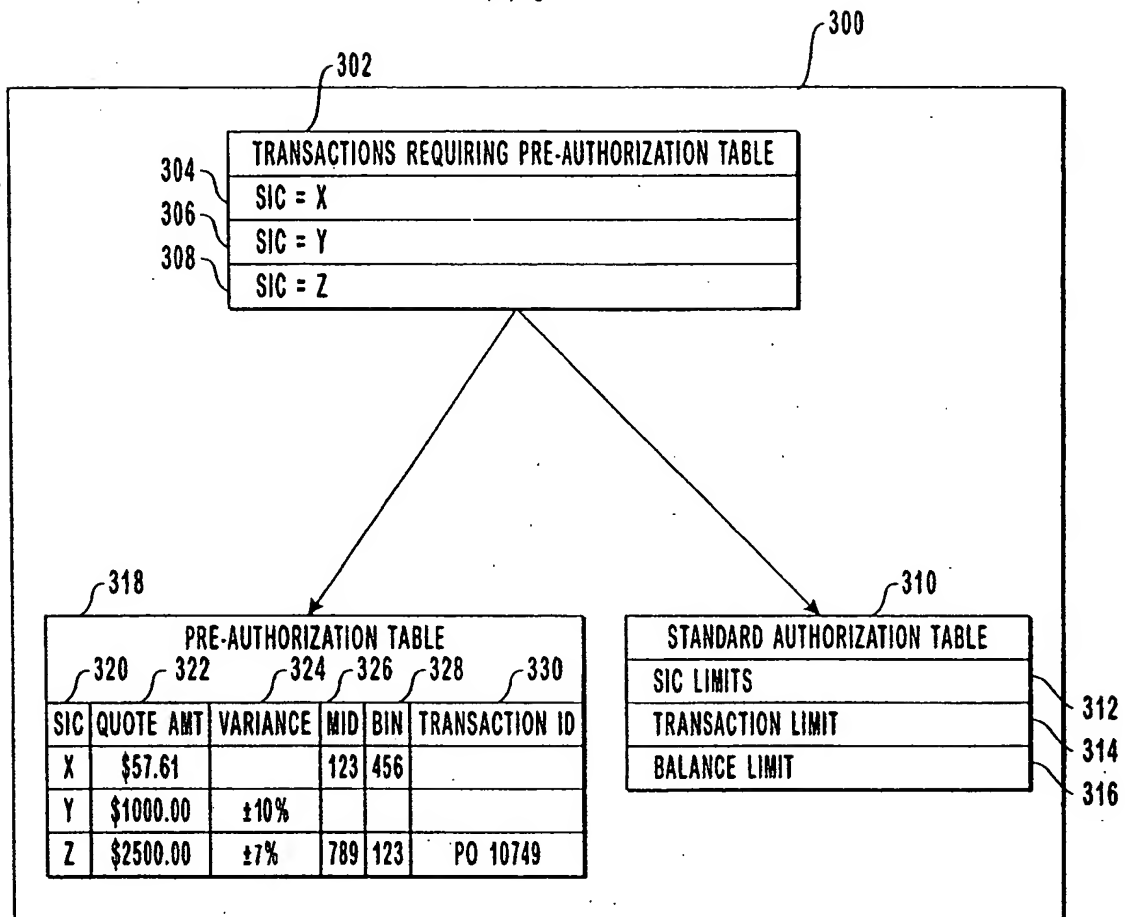 300
302
TRANSACTIONS REQUIRING PRE-AUTHORIZATION TABLE
304
SIC = X
306
SIC = Y
308
SIC = Z
318
PRE-AUTHORIZATION TABLE
320 322 324 326 328 330
SIC QUOTE AMT VARIANCE MID BIN TRANSACTION ID
X $57.61 123 456
Y $1000.00 ±10%
Z $2500.00 ±7% 789 123 PO 10749
310
STANDARD AUTHORIZATION TABLE
SIC LIMITS
312
TRANSACTION LIMIT
314
BALANCE LIMIT
316